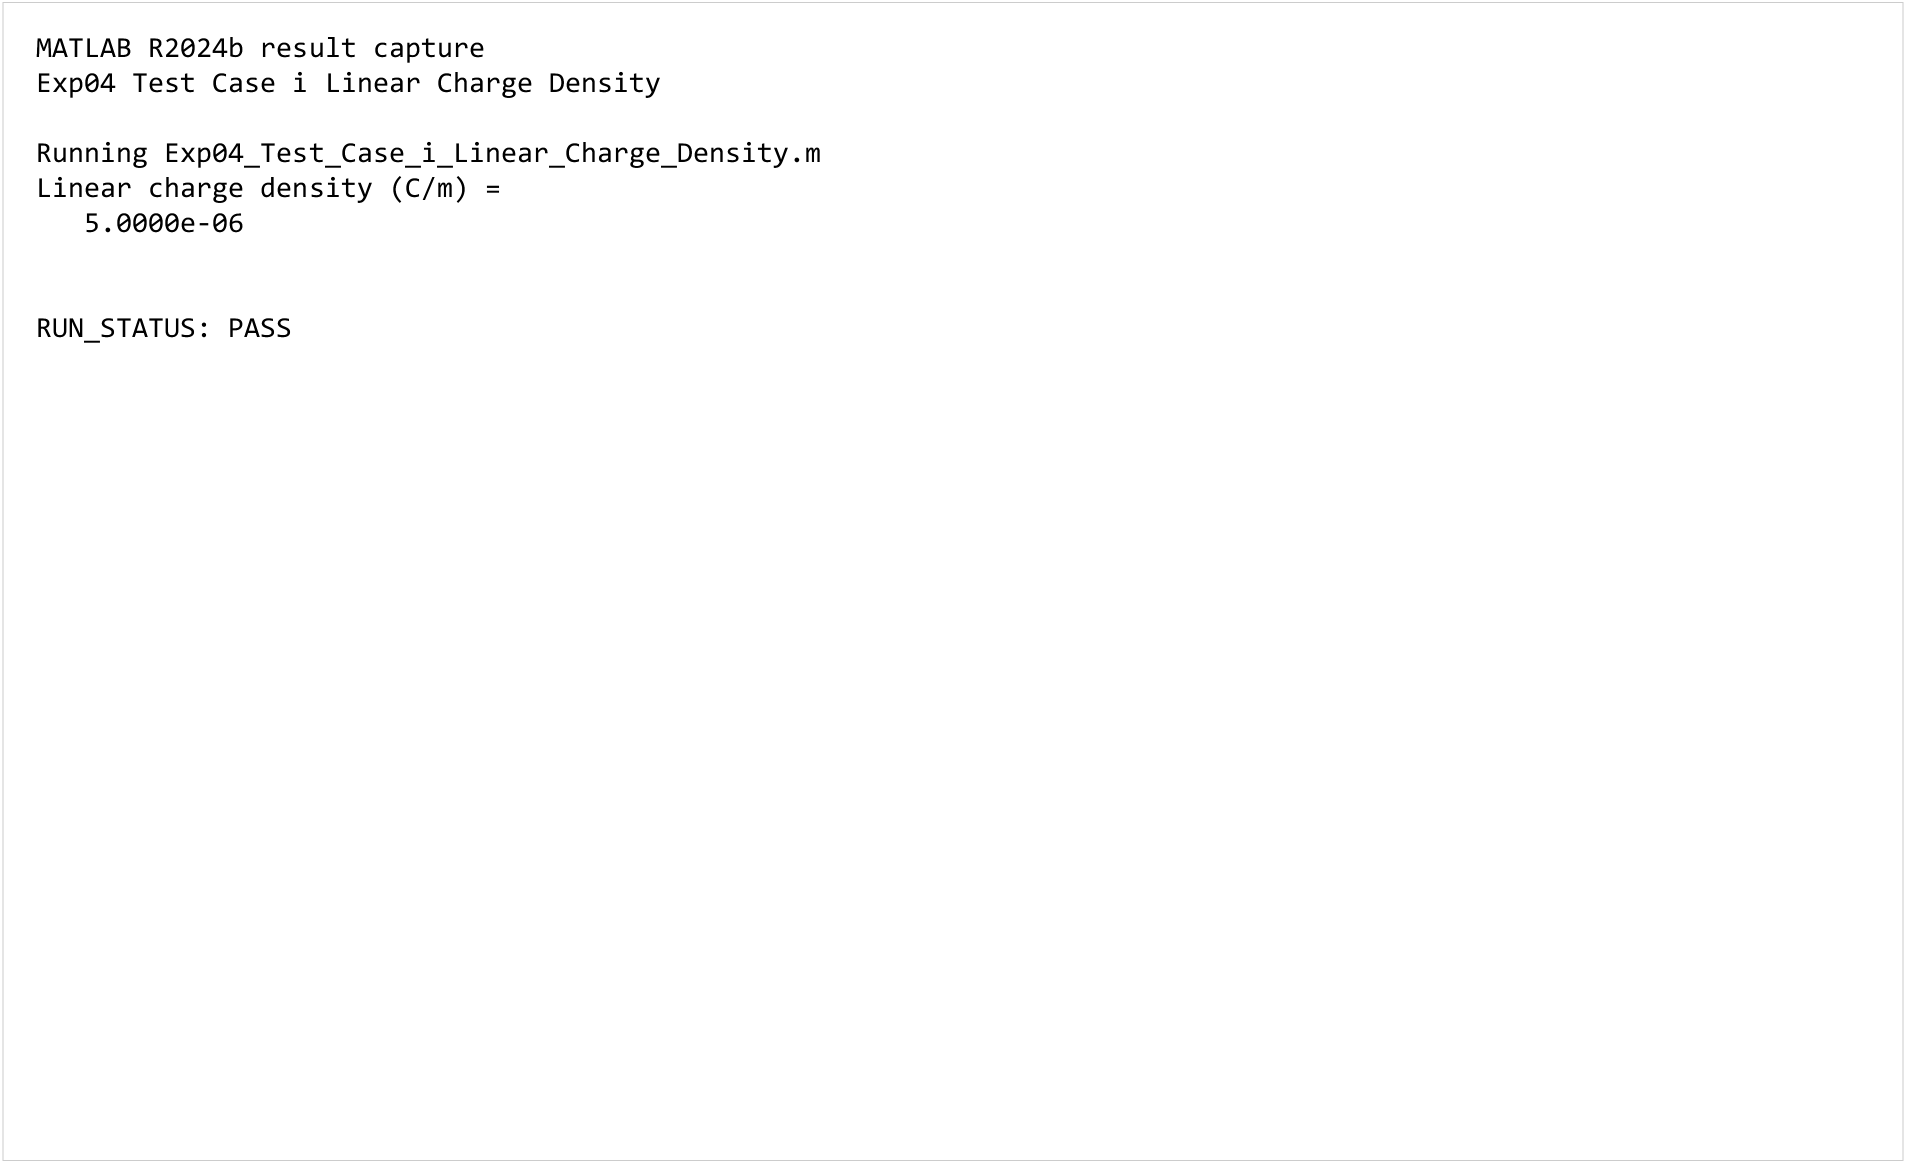 MATLAB R2024b result capture
Exp04 Test Case i Linear Charge Density
Running Exp04_Test_Case_i_Linear_Charge_Density.m
Linear charge density (C/m) =
5.0000e-06
RUN_STATUS: PASS